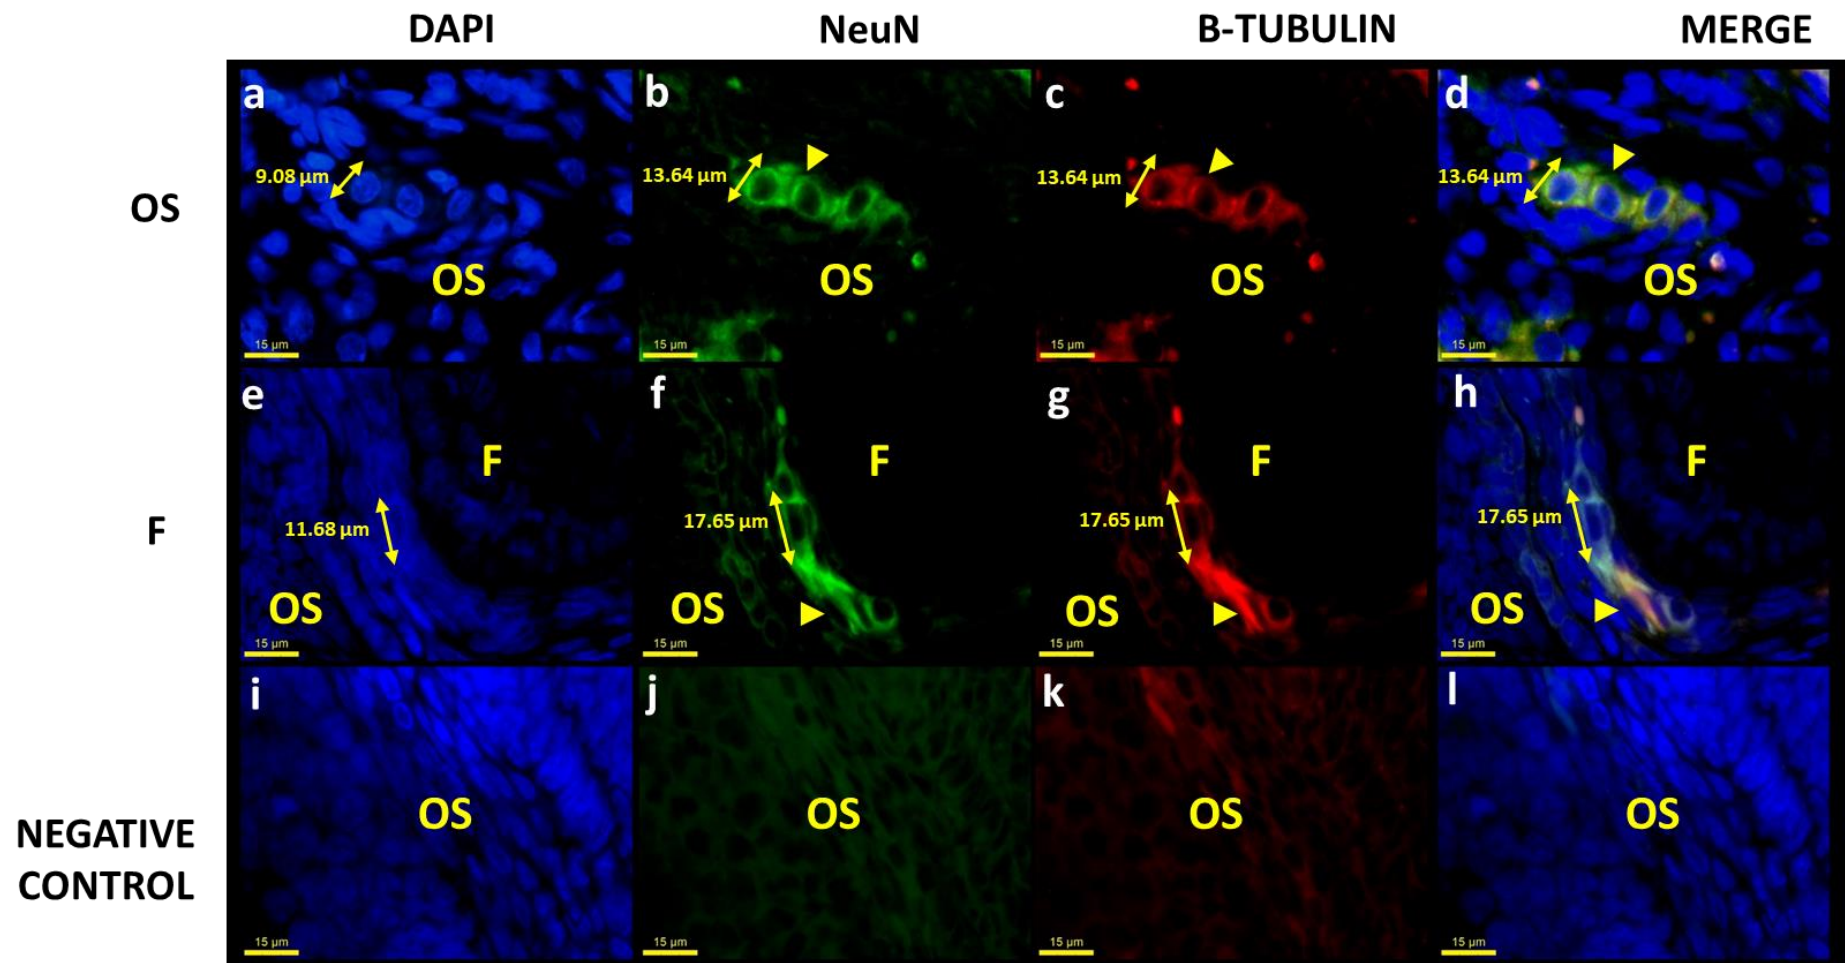 DAPI NeuN B-TUBULIN MERGE
OS
a 9.08 µm OS 15 µm
b 13.64 µm OS 15 µm
c 13.64 µm OS 15 µm
d 13.64 µm OS 15 µm
F
e F 11.68 µm OS 15 µm
f F 17.65 µm OS 15 µm
g F 17.65 µm OS 15 µm
h F 17.65 µm OS 15 µm
NEGATIVE
CONTROL
i OS 15 µm
j OS 15 µm
k OS 15 µm
l OS 15 µm